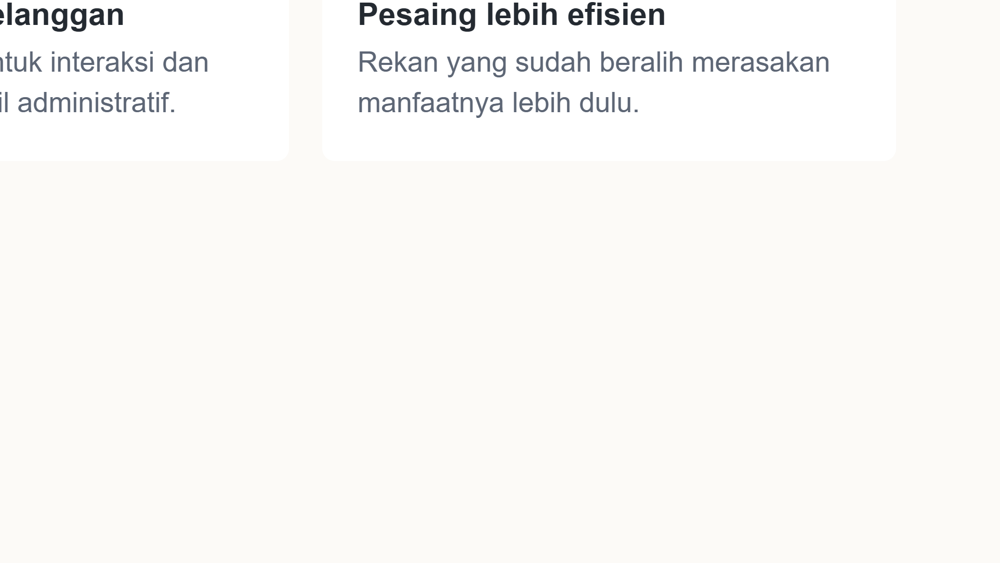 elanggan
ntuk interaksi dan
il administratif.
Pesaing lebih efisien
Rekan yang sudah beralih merasakan
manfaatnya lebih dulu.